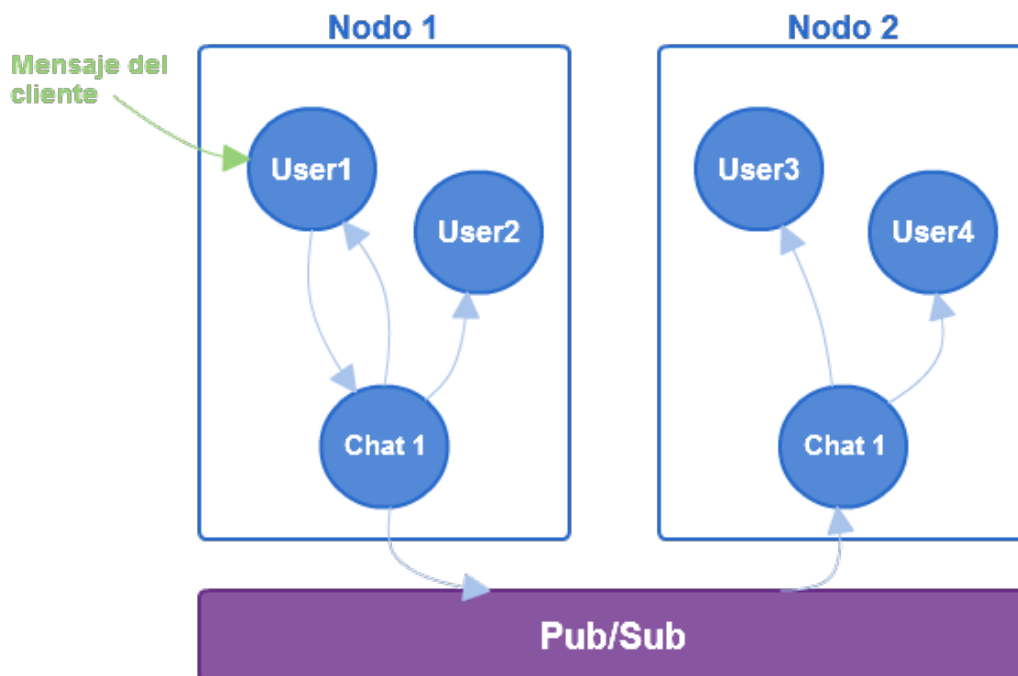 Nodo 1
Nodo 2
Mensaje del
cliente
User1
User2
User3
User4
Chat 1
Chat 1
Pub/Sub